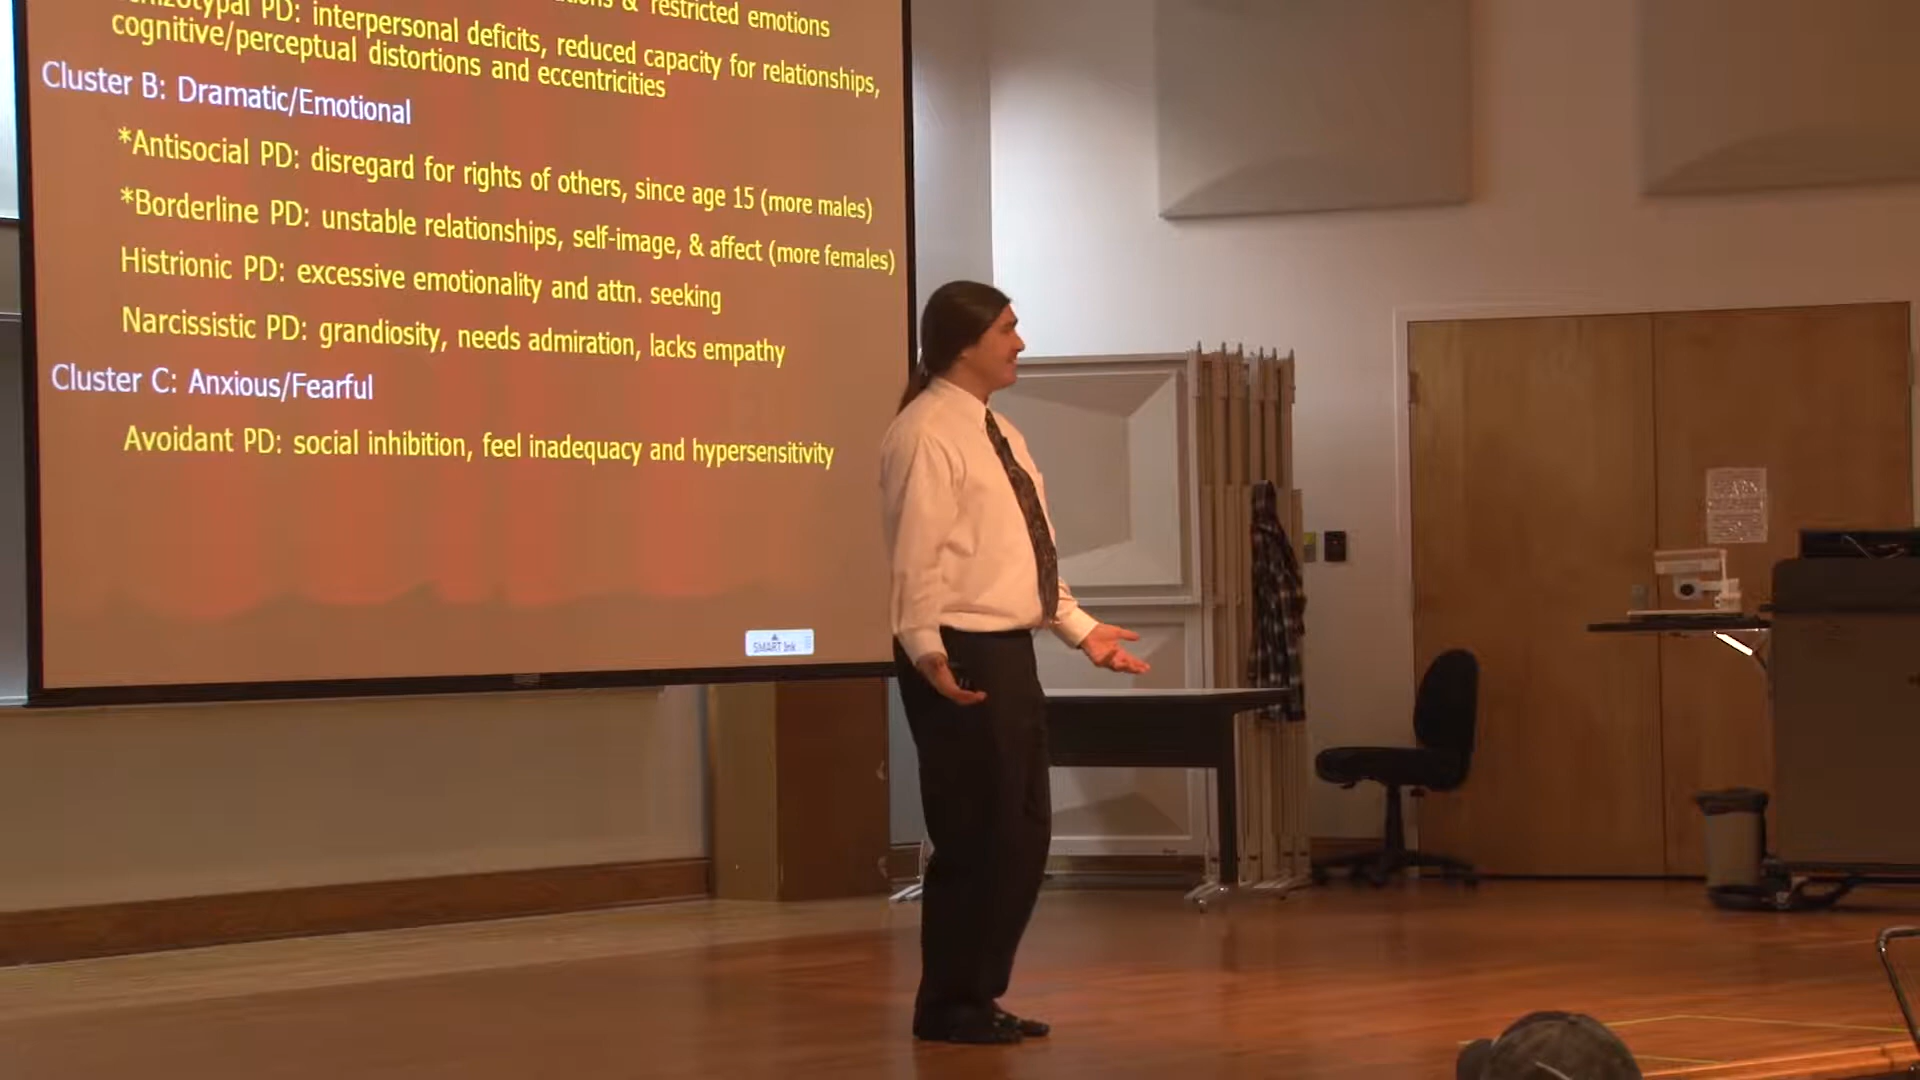 & restricted emotions
PD: interpersonal deficits, reduced capacity for relationships,
cognitive/perceptual distortions and eccentricities
Cluster B: Dramatic/Emotional
*Antisocial PD: disregard for rights of others, since age 15 (more males)
*Borderline PD: unstable relationships, self-image, & affect (more females)
Histrionic PD: excessive emotionality and attn. seeking
Narcissistic PD: grandiosity, needs admiration, lacks empathy
Cluster C: Anxious/Fearful
Avoidant PD: social inhibition, feel inadequacy and hypersensitivity
SMART Ink